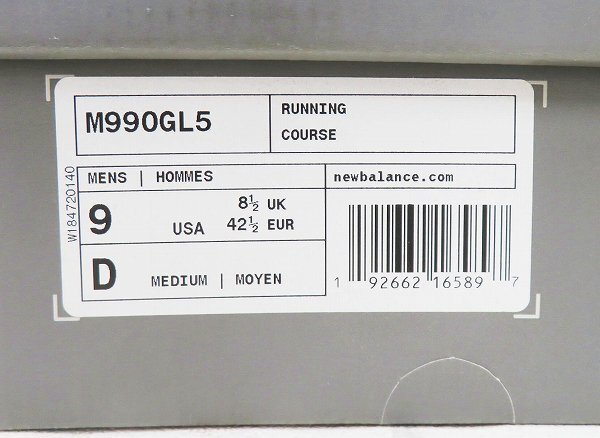 M990GL5
RUNNING
COURSE
MENS | HOMMES
newbalance.com
9 USA 8½ UK
42½ EUR
D MEDIUM | MOYEN
1 92662 16589 7
W184720140